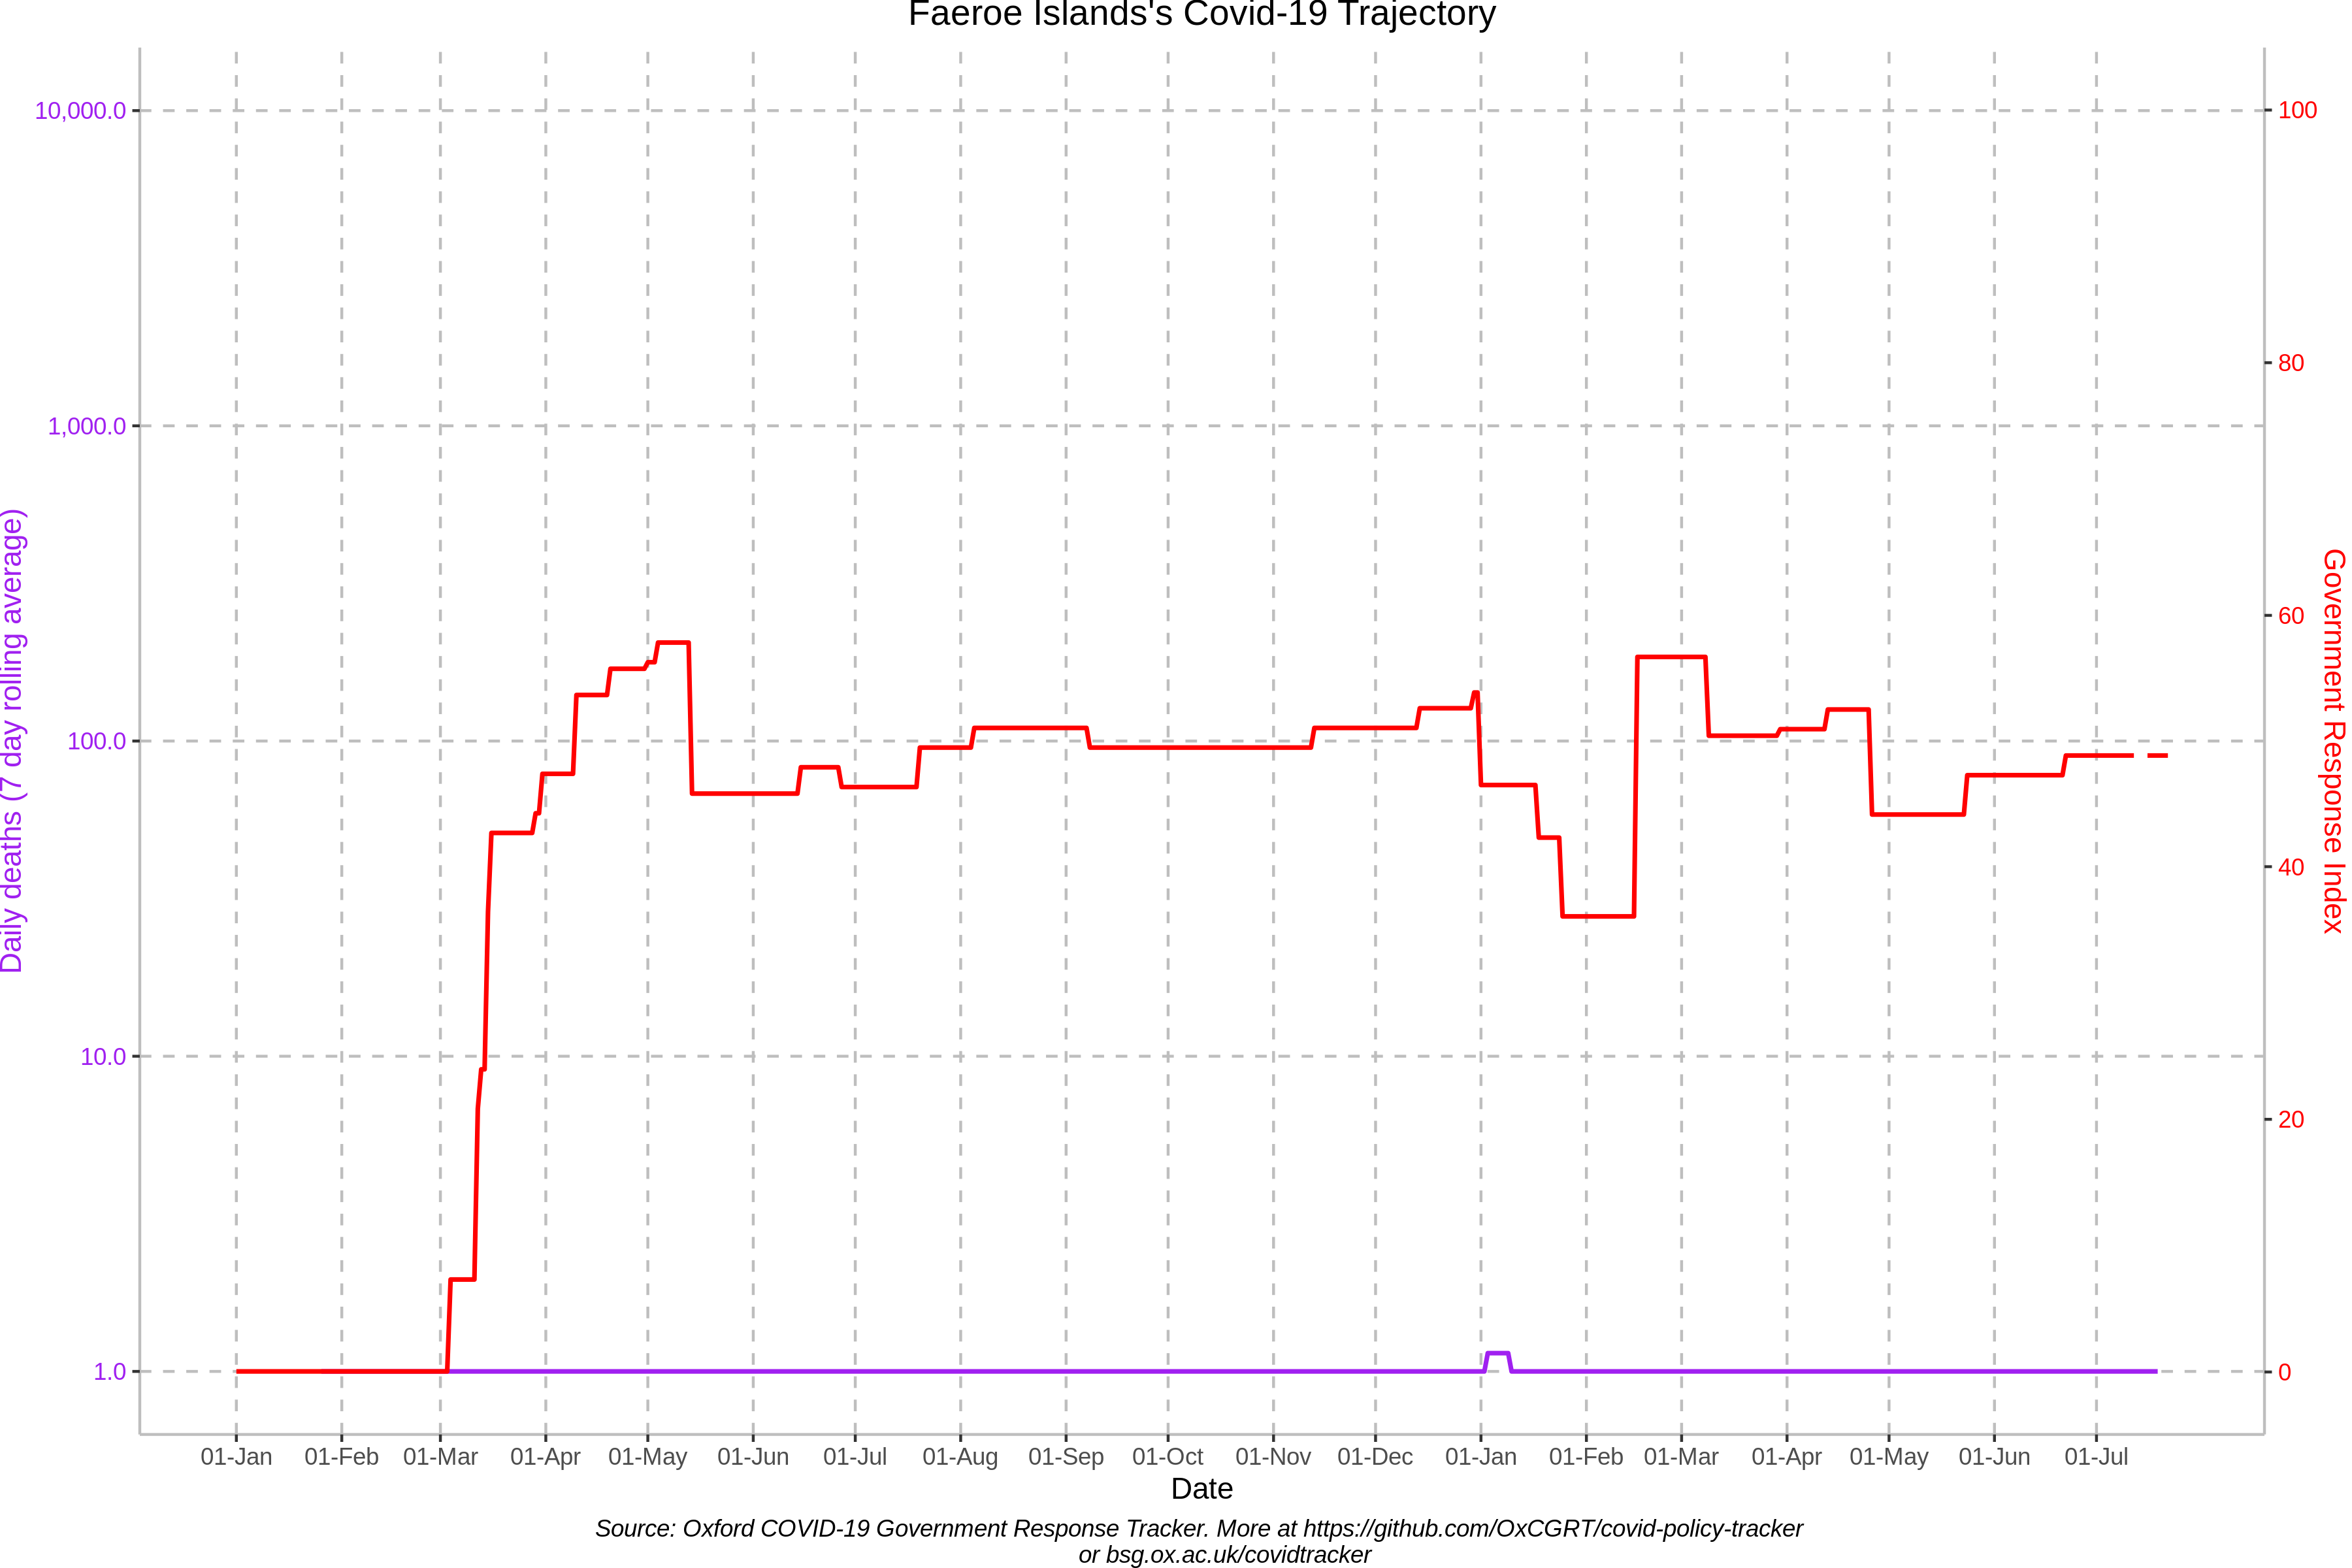 Faeroe Islands's Covid-19 Trajectory
10,000.0
1,000.0
100.0
10.0
1.0
Daily deaths (7 day rolling average)
100
80
60
40
20
0
Government Response Index
01-Jan 01-Feb 01-Mar 01-Apr 01-May 01-Jun 01-Jul 01-Aug 01-Sep 01-Oct 01-Nov 01-Dec 01-Jan 01-Feb 01-Mar 01-Apr 01-May 01-Jun 01-Jul
Date
Source: Oxford COVID-19 Government Response Tracker. More at https://github.com/OxCGRT/covid-policy-tracker
or bsg.ox.ac.uk/covidtracker